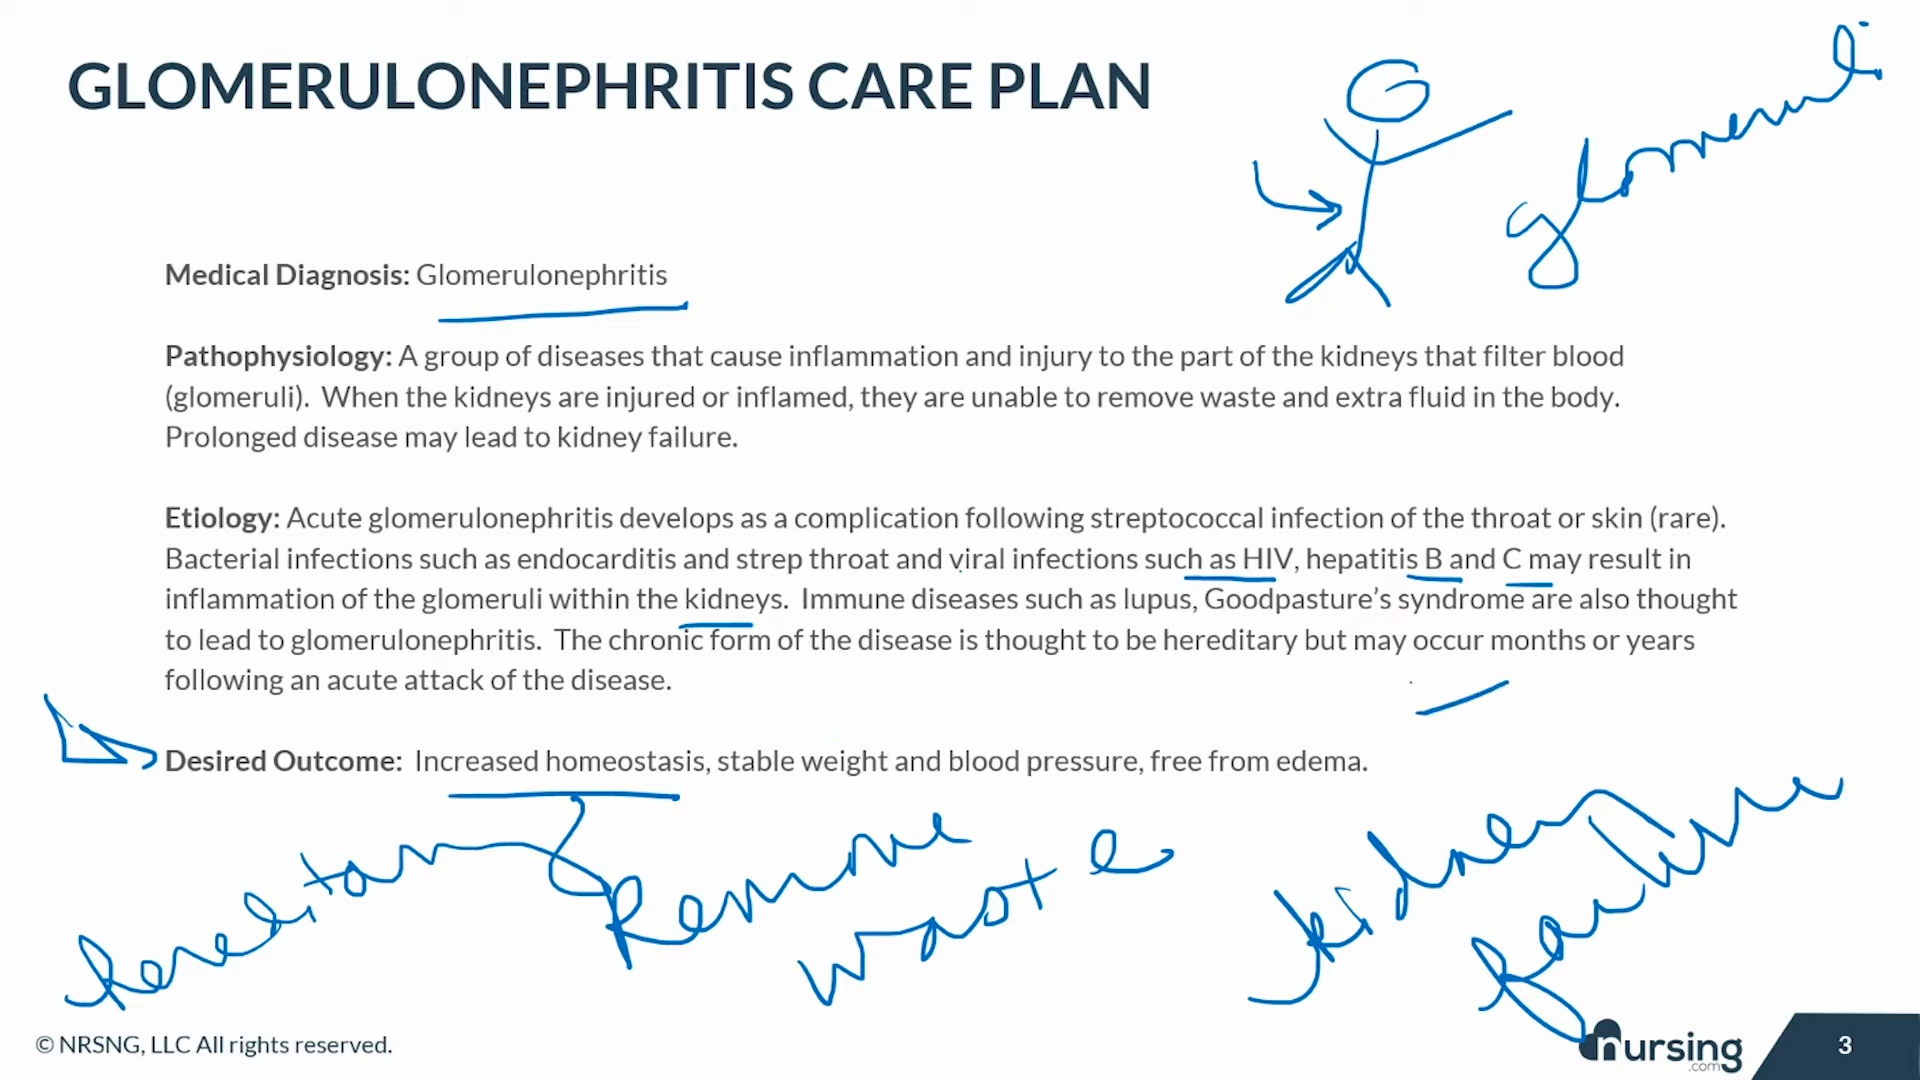 GLOMERULONEPHRITIS CARE PLAN
glomeruli
Medical Diagnosis: Glomerulonephritis
Pathophysiology: A group of diseases that cause inflammation and injury to the part of the kidneys that filter blood
(glomeruli). When the kidneys are injured or inflamed, they are unable to remove waste and extra fluid in the body.
Prolonged disease may lead to kidney failure.
Etiology: Acute glomerulonephritis develops as a complication following streptococcal infection of the throat or skin (rare).
Bacterial infections such as endocarditis and strep throat and viral infections such as HIV, hepatitis B and C may result in
inflammation of the glomeruli within the kidneys. Immune diseases such as lupus, Goodpasture’s syndrome are also thought
to lead to glomerulonephritis. The chronic form of the disease is thought to be hereditary but may occur months or years
following an acute attack of the disease.
Desired Outcome: Increased homeostasis, stable weight and blood pressure, free from edema.
hereditary
Remove
waste
kidney
failure
© NRSNG, LLC All rights reserved.
nursing
.com
3